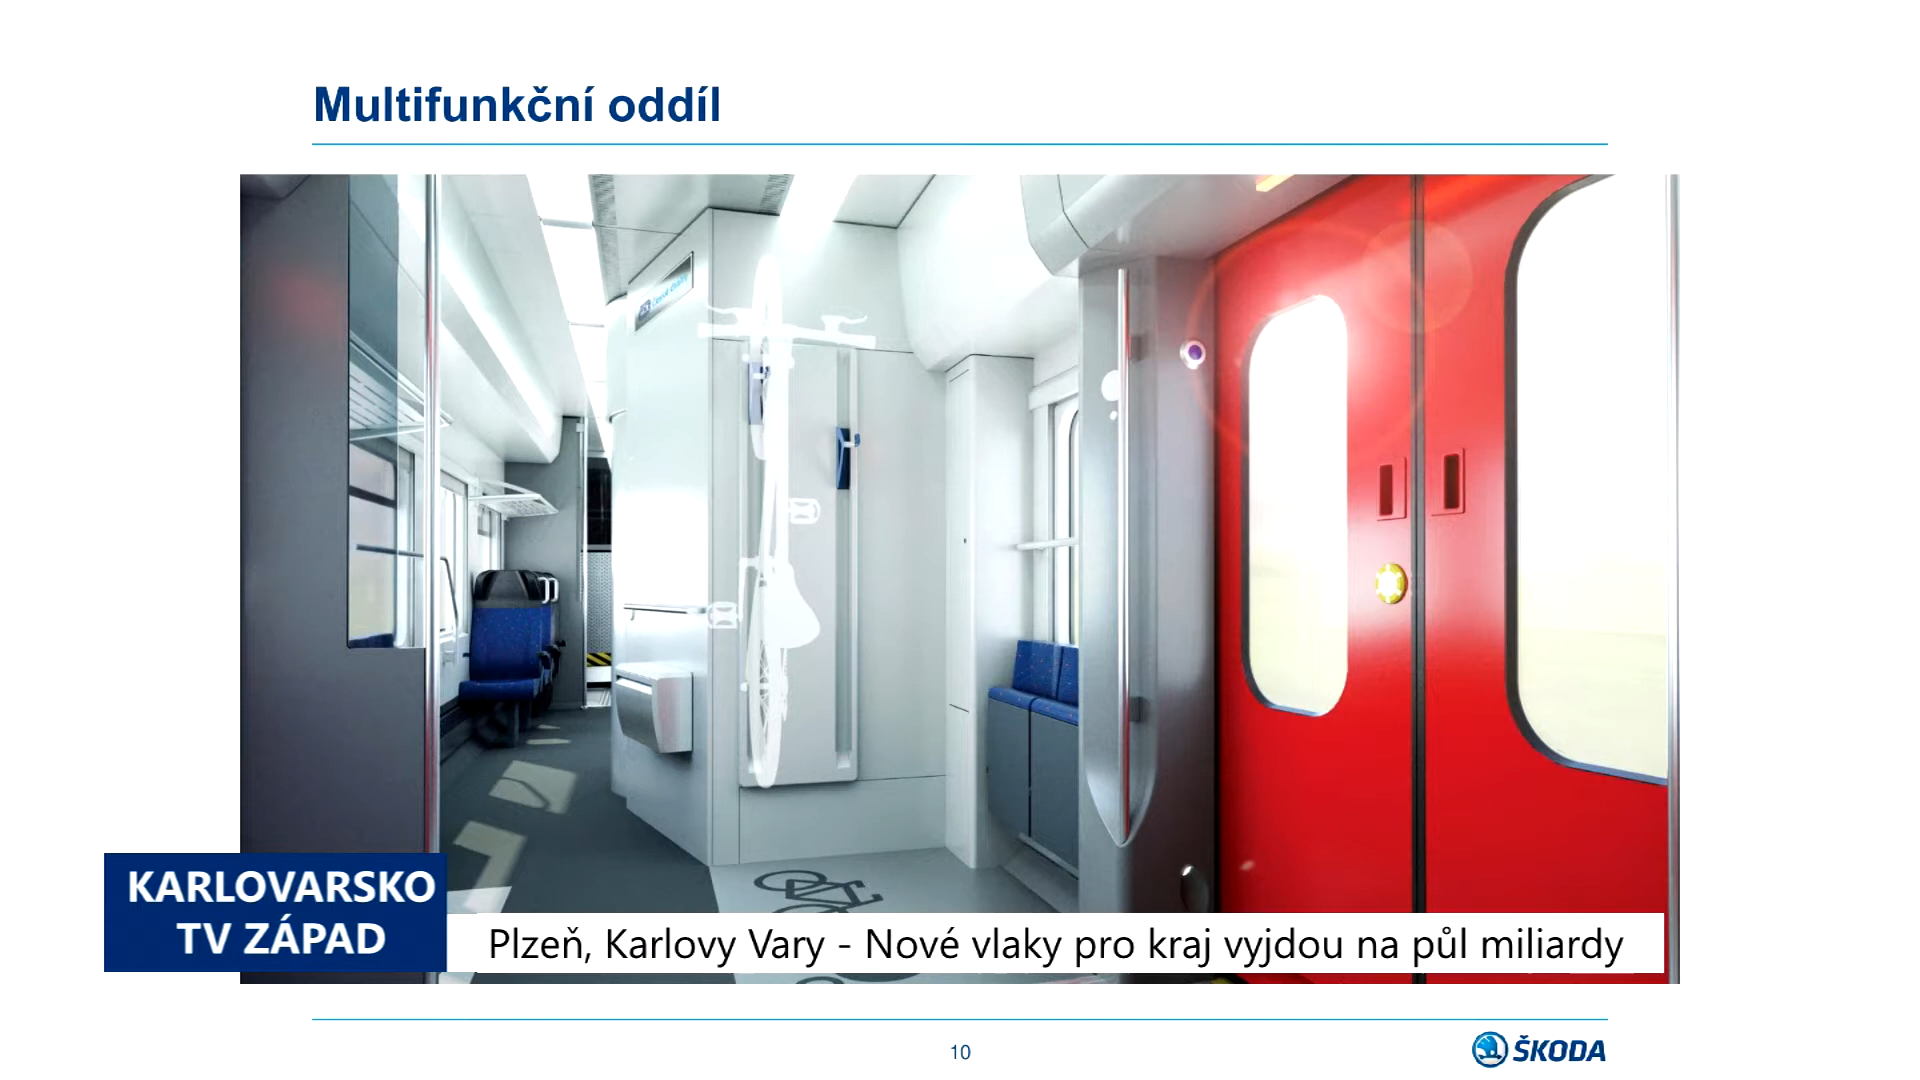 Multifunkční oddíl
KARLOVARSKO
TV ZÁPAD
Plzeň, Karlovy Vary - Nové vlaky pro kraj vyjdou na půl miliardy
10
ŠKODA